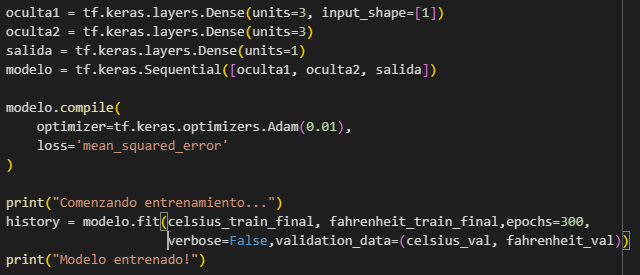 oculta1 = tf.keras.layers.Dense(units=3, input_shape=[1])
oculta2 = tf.keras.layers.Dense(units=3)
salida = tf.keras.layers.Dense(units=1)
modelo = tf.keras.Sequential([oculta1, oculta2, salida])
modelo.compile(
    optimizer=tf.keras.optimizers.Adam(0.01),
    loss='mean_squared_error'
)
print("Comenzando entrenamiento...")
history = modelo.fit(celsius_train_final, fahrenheit_train_final,epochs=300,
                     verbose=False,validation_data=(celsius_val, fahrenheit_val))
print("Modelo entrenado!")